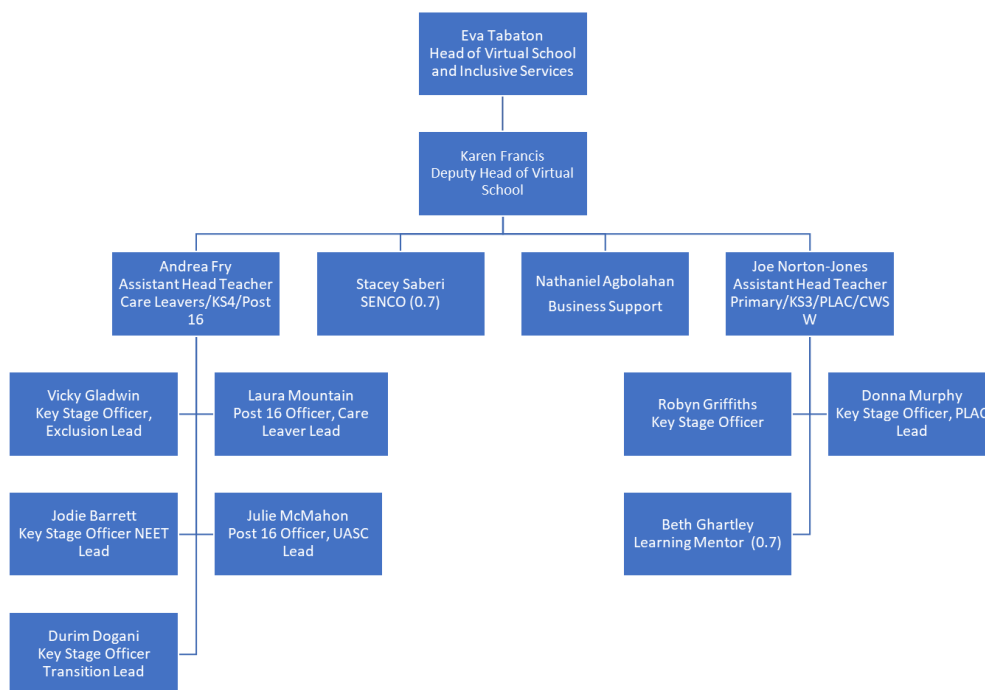 Eva Tabaton
Head of Virtual School
and Inclusive Services
Karen Francis
Deputy Head of Virtual
School
Andrea Fry
Assistant Head Teacher
Care Leavers/KS4/Post
16
Stacey Saberi
SENCO (0.7)
Nathaniel Agbolahan
Business Support
Joe Norton-Jones
Assistant Head Teacher
Primary/KS3/PLAC/CWS
W
Vicky Gladwin
Key Stage Officer,
Exclusion Lead
Laura Mountain
Post 16 Officer, Care
Leaver Lead
Robyn Griffiths
Key Stage Officer
Donna Murphy
Key Stage Officer, PLAC
Lead
Jodie Barrett
Key Stage Officer NEET
Lead
Julie McMahon
Post 16 Officer, UASC
Lead
Beth Ghartley
Learning Mentor (0.7)
Durim Dogani
Key Stage Officer
Transition Lead